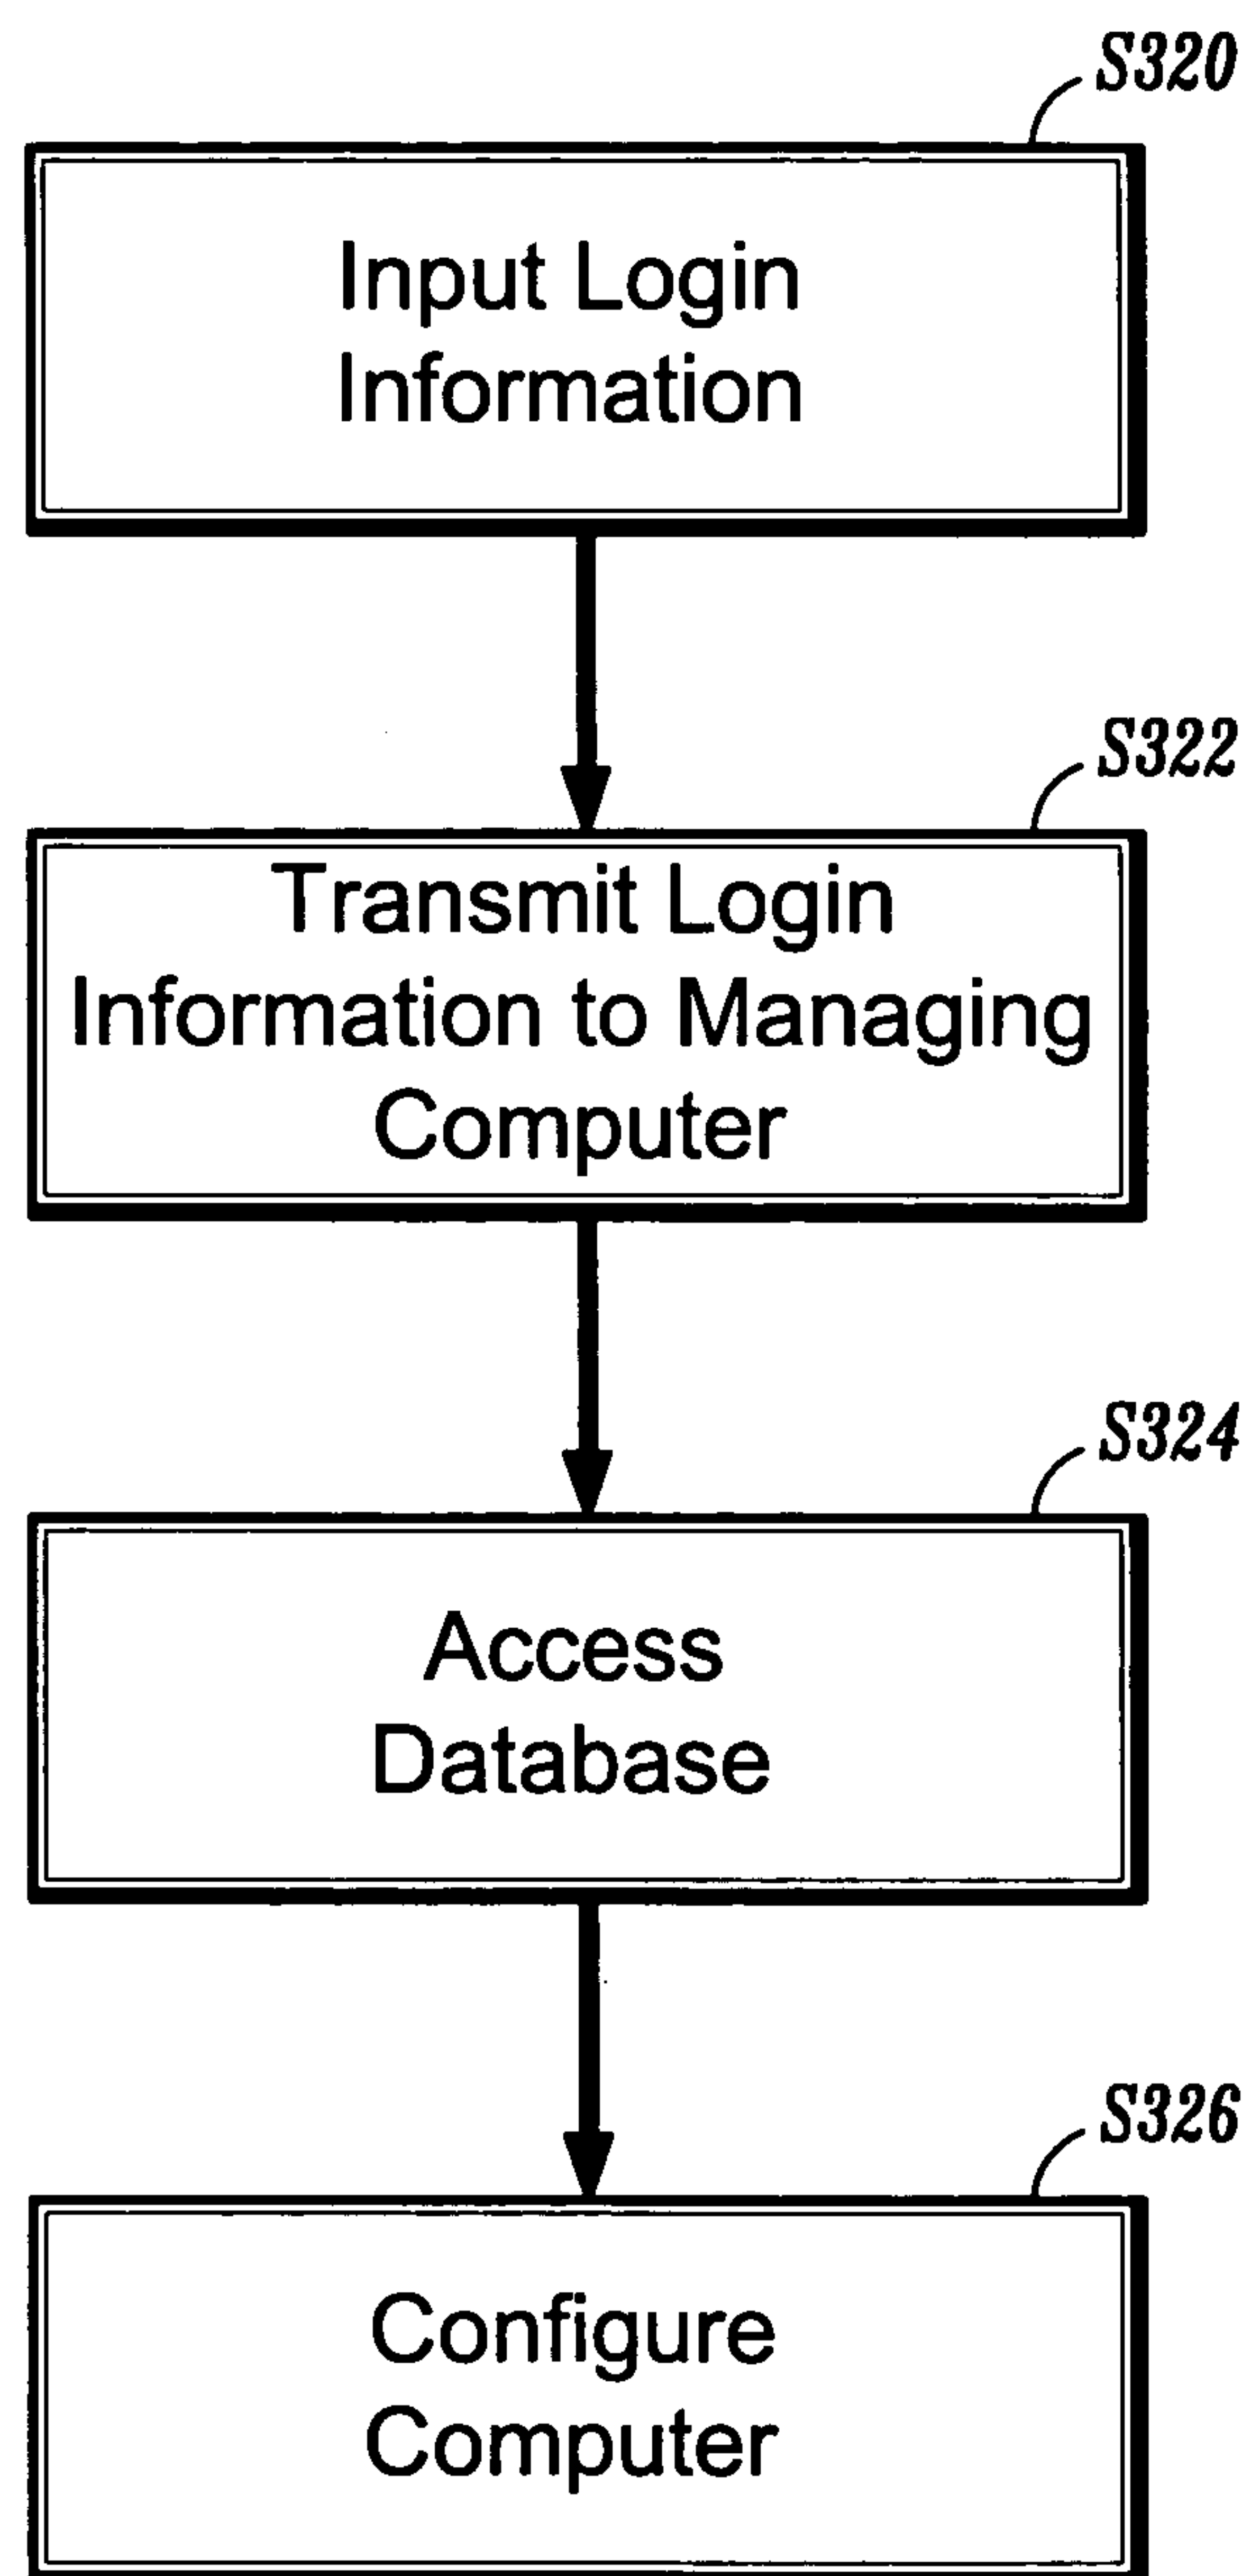 S320
Input Login
Information
S322
Transmit Login
Information to Managing
Computer
S324
Access
Database
S326
Configure
Computer